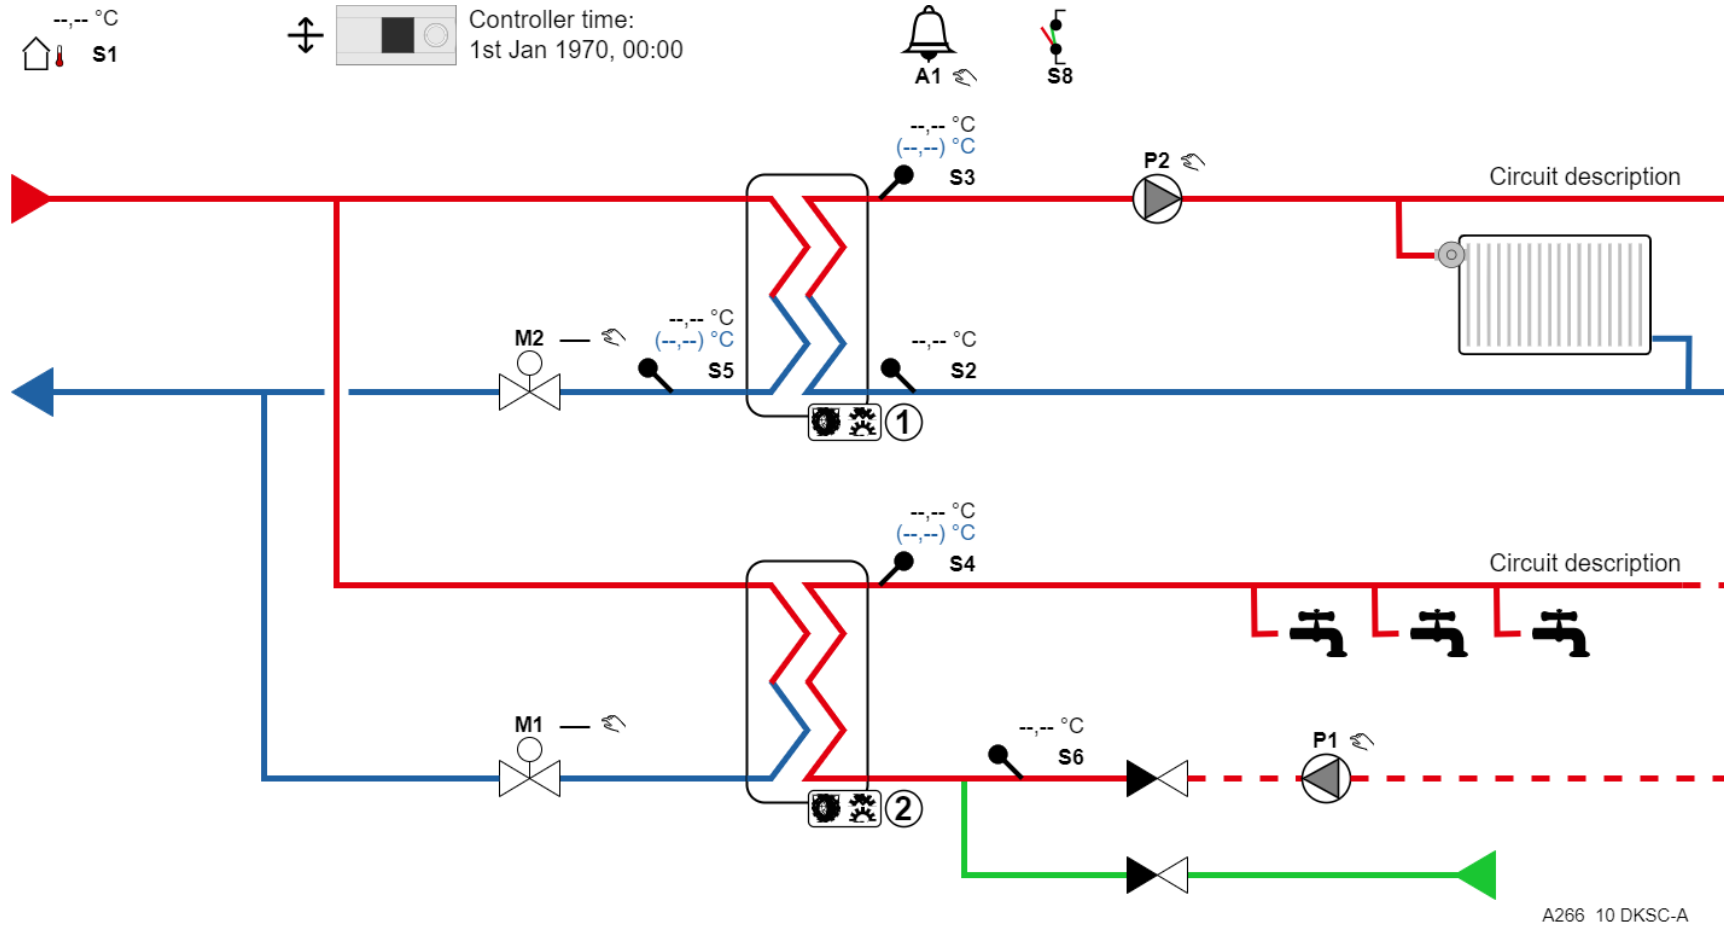 --,-- °C
S1
Controller time:
1st Jan 1970, 00:00
A1
S8
--,-- °C
(--,--) °C
S3
P2
Circuit description
--,-- °C
(--,--) °C
S5
M2
--,-- °C
S2
1
--,-- °C
(--,--) °C
S4
Circuit description
M1
--,-- °C
S6
P1
2
A266 10 DKSC-A